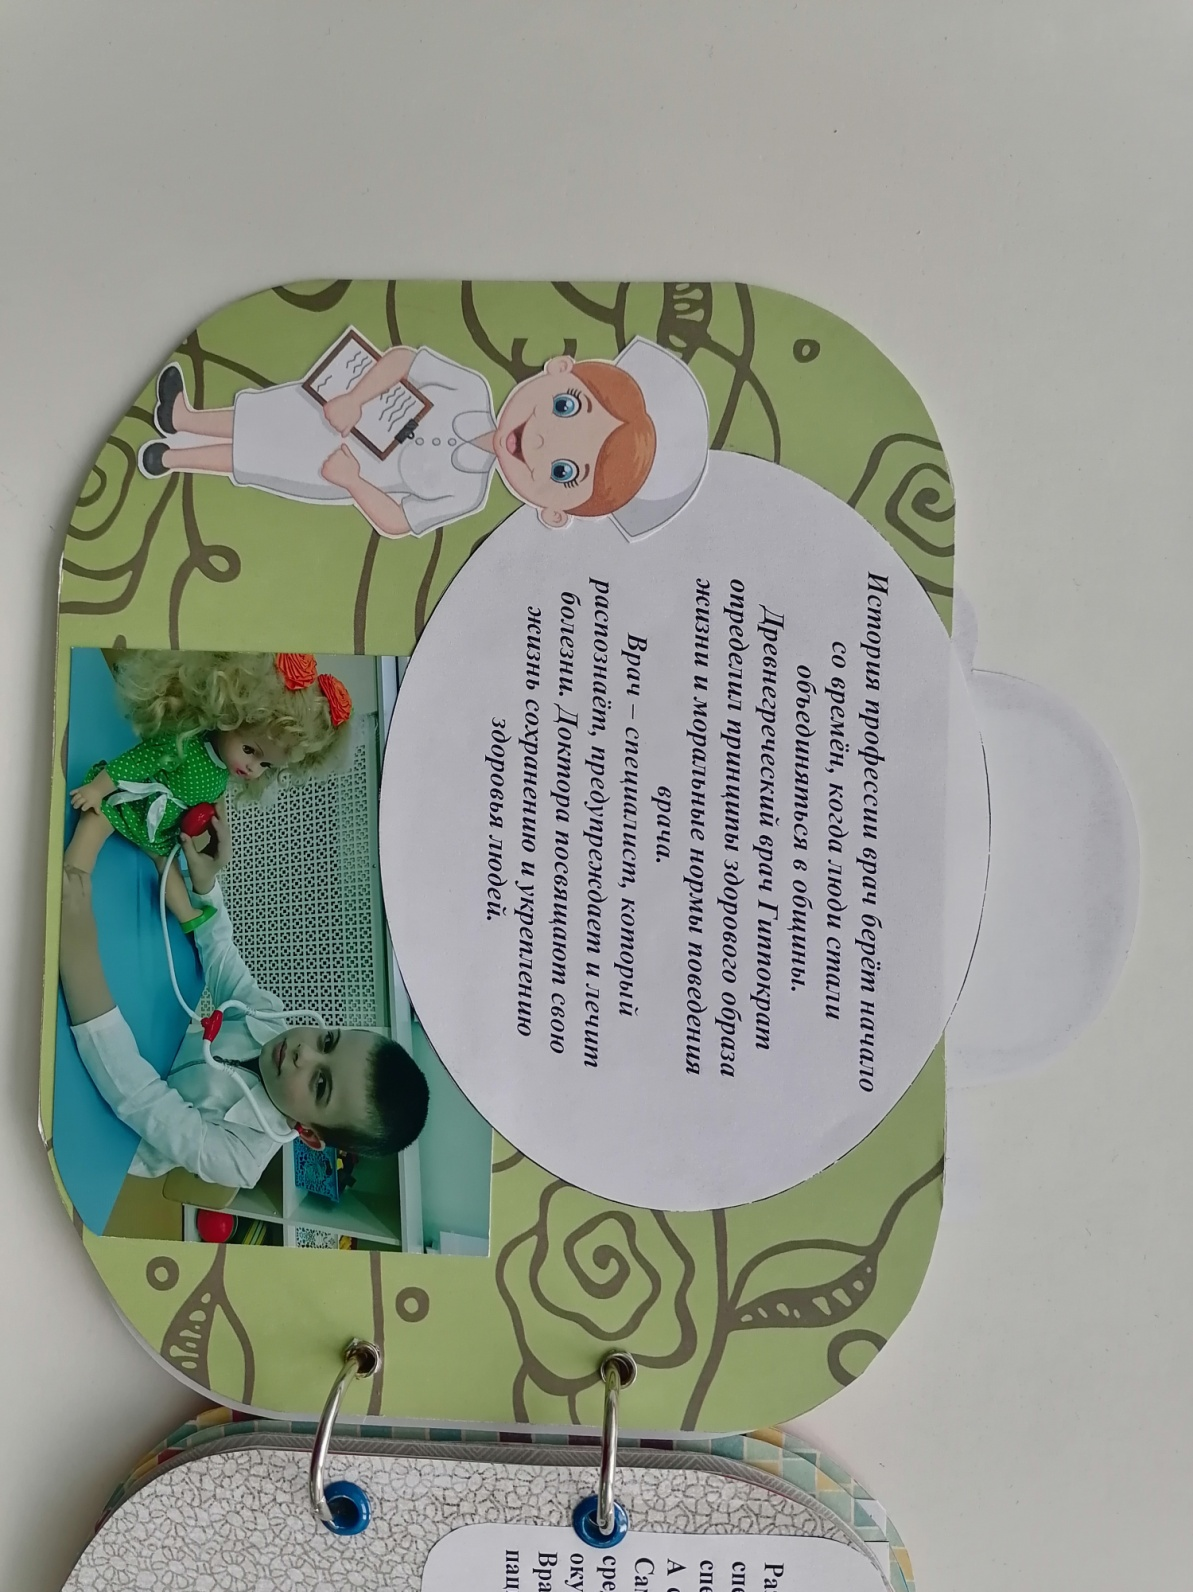 История профессии врач берёт начало
со времён, когда люди стали
объединяться в общины.
Древнегреческий врач Гиппократ
определил принципы здорового образа
жизни и моральные нормы поведения
врача.
Врач – специалист, который
распознаёт, предупреждает и лечит
болезни. Доктора посвящают свою
жизнь сохранению и укреплению
здоровья людей.